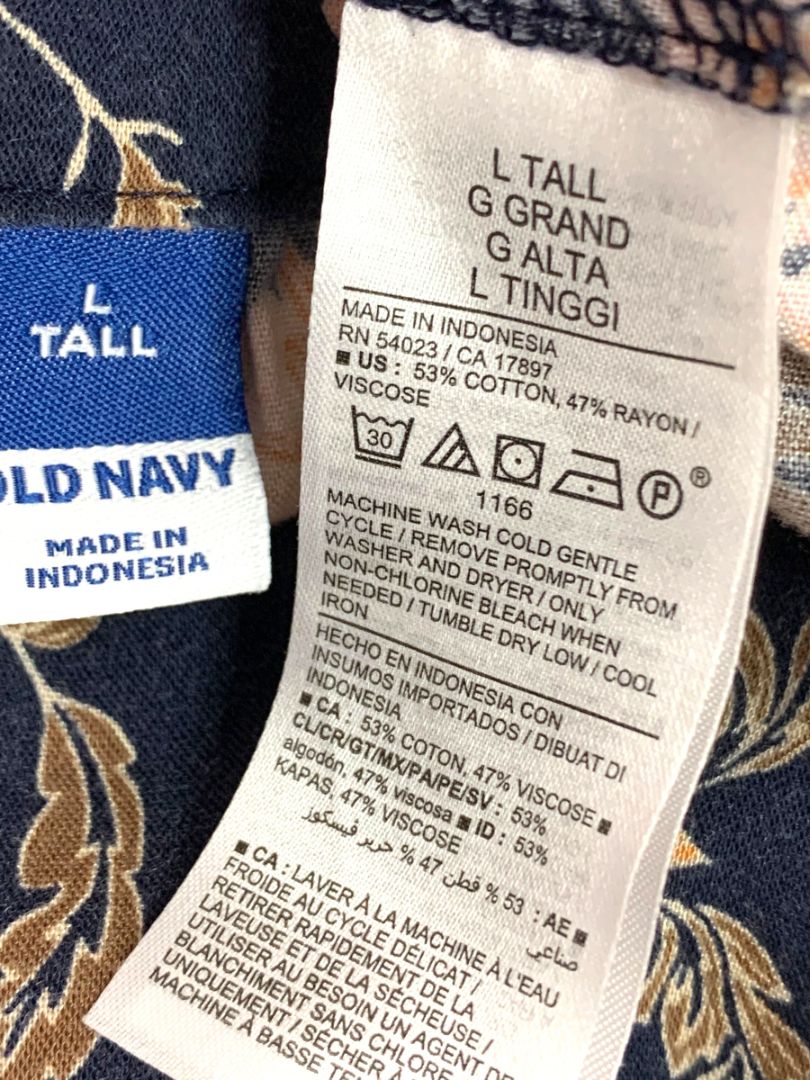 L
TALL
OLD NAVY
MADE IN
INDONESIA
L TALL
G GRAND
G ALTA
L TINGGI
MADE IN INDONESIA
RN 54023 / CA 17897
■ US : 53% COTTON, 47% RAYON /
VISCOSE
30
P
®
1166
MACHINE WASH COLD GENTLE
CYCLE / REMOVE PROMPTLY FROM
WASHER AND DRYER / ONLY
NON-CHLORINE BLEACH WHEN
NEEDED / TUMBLE DRY LOW / COOL
IRON
HECHO EN INDONESIA CON
INSUMOS IMPORTADOS / DIBUAT DI
INDONESIA
■ CA : 53% COTON, 47% VISCOSE ■
CL/CR/GT/MX/PA/PE/SV : 53%
algodón, 47% viscosa ■ ID : 53%
KAPAS, 47% VISCOSE
■ AE : 53 % قطن 47 % حرير فيسكوز
صناعي
■ CA : LAVER À LA MACHINE À L'EAU
FROIDE AU CYCLE DÉLICAT /
RETIRER RAPIDEMENT DE LA
LAVEUSE ET DE LA SÉCHEUSE /
UTILISER AU BESOIN UN AGENT DE
BLANCHIMENT SANS CHLORE
UNIQUEMENT / SÉCHER À
MACHINE À BASSE